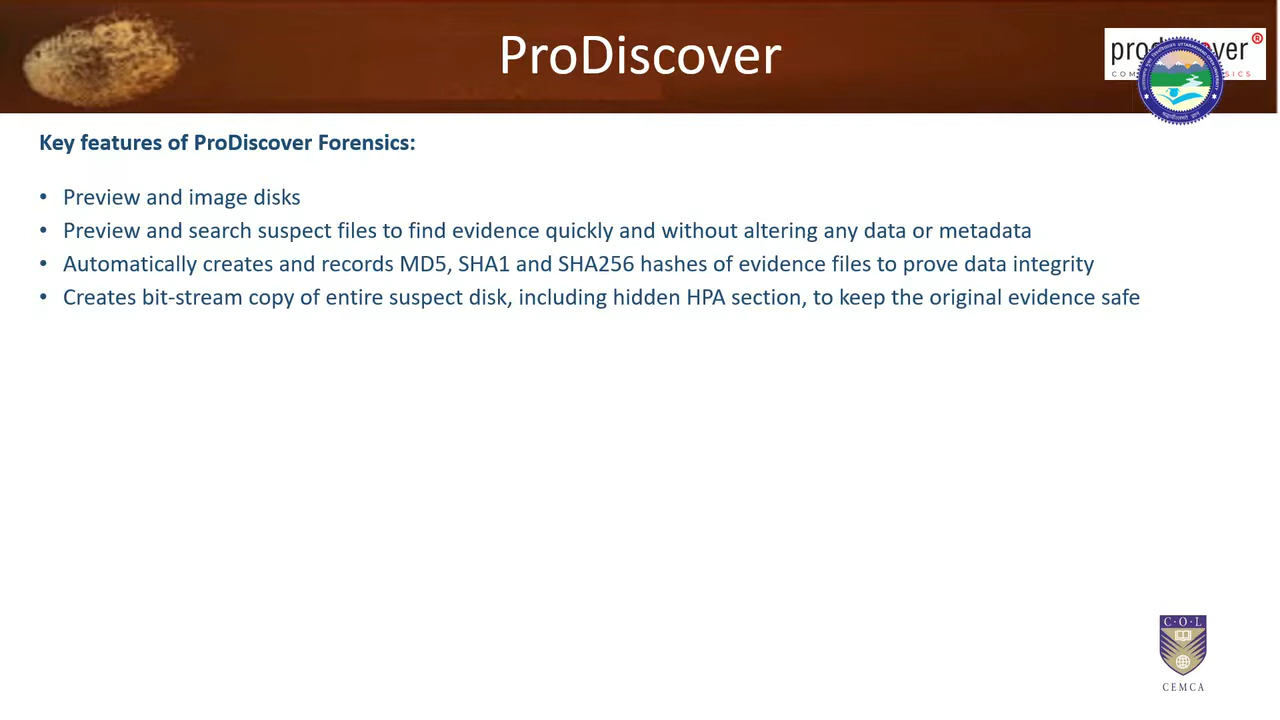 ProDiscover
Key features of ProDiscover Forensics:
• Preview and image disks
• Preview and search suspect files to find evidence quickly and without altering any data or metadata
• Automatically creates and records MD5, SHA1 and SHA256 hashes of evidence files to prove data integrity
• Creates bit-stream copy of entire suspect disk, including hidden HPA section, to keep the original evidence safe
C·O·L
CEMCA